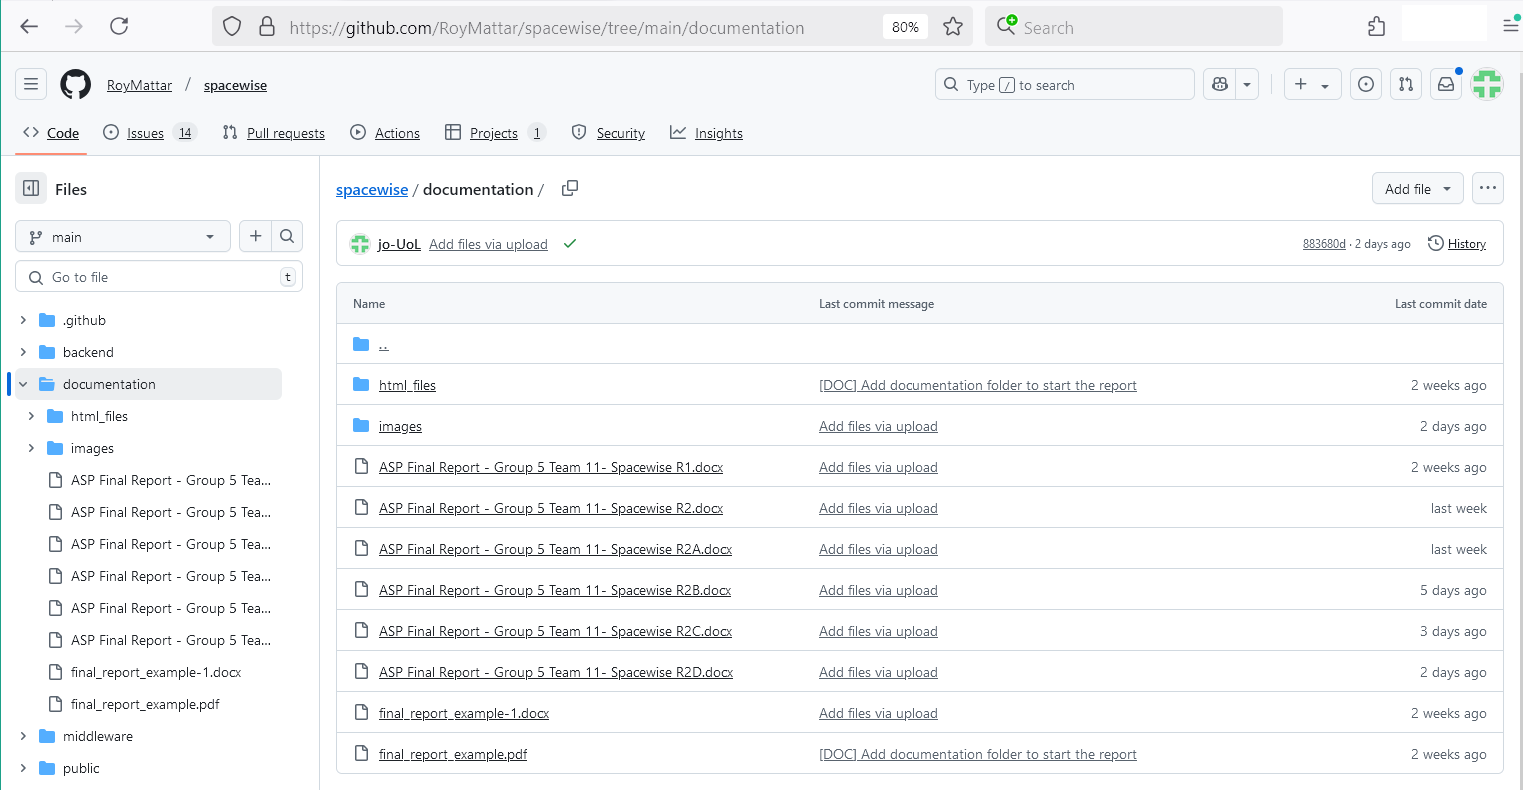 https://github.com/RoyMattar/spacewise/tree/main/documentation 80% Search
RoyMattar / spacewise Type / to search
Code Issues 14 Pull requests Actions Projects 1 Security Insights
Files
main
Go to file t
.github
backend
documentation
html_files
images
ASP Final Report - Group 5 Tea...
ASP Final Report - Group 5 Tea...
ASP Final Report - Group 5 Tea...
ASP Final Report - Group 5 Tea...
ASP Final Report - Group 5 Tea...
ASP Final Report - Group 5 Tea...
final_report_example-1.docx
final_report_example.pdf
middleware
public
spacewise / documentation / Add file
jo-UoL Add files via upload 883680d · 2 days ago History
Name Last commit message Last commit date
..
html_files [DOC] Add documentation folder to start the report 2 weeks ago
images Add files via upload 2 days ago
ASP Final Report - Group 5 Team 11- Spacewise R1.docx Add files via upload 2 weeks ago
ASP Final Report - Group 5 Team 11- Spacewise R2.docx Add files via upload last week
ASP Final Report - Group 5 Team 11- Spacewise R2A.docx Add files via upload last week
ASP Final Report - Group 5 Team 11- Spacewise R2B.docx Add files via upload 5 days ago
ASP Final Report - Group 5 Team 11- Spacewise R2C.docx Add files via upload 3 days ago
ASP Final Report - Group 5 Team 11- Spacewise R2D.docx Add files via upload 2 days ago
final_report_example-1.docx Add files via upload 2 weeks ago
final_report_example.pdf [DOC] Add documentation folder to start the report 2 weeks ago